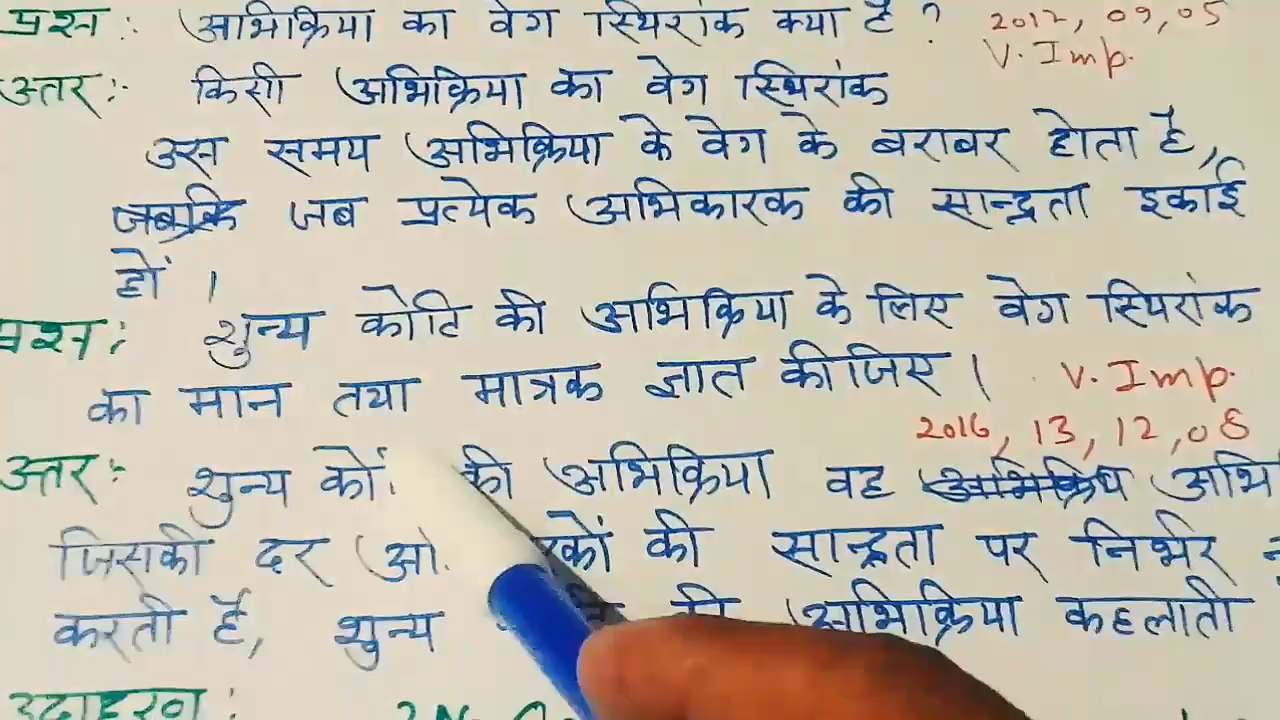 प्रश्न :- अभिक्रिया का वेग स्थिरांक क्या है ? 2012, 09, 05
V. Imp.
उत्तर :- किसी अभिक्रिया का वेग स्थिरांक
उस समय अभिक्रिया के वेग के बराबर होता है,
जब प्रत्येक अभिकारक की सान्द्रता इकाई
हों ।
प्रश्न :- शुन्य कोटि की अभिक्रिया के लिए वेग स्थिरांक
का मान तथा मात्रक ज्ञात कीजिए । V. Imp.
2016, 13, 12, 08
उत्तर :- शुन्य की अभिक्रिया वह अभि
जिसकी दर की सान्द्रता पर निर्भर
करती है, शुन्य की अभिक्रिया कहलाती
उदाहरण :